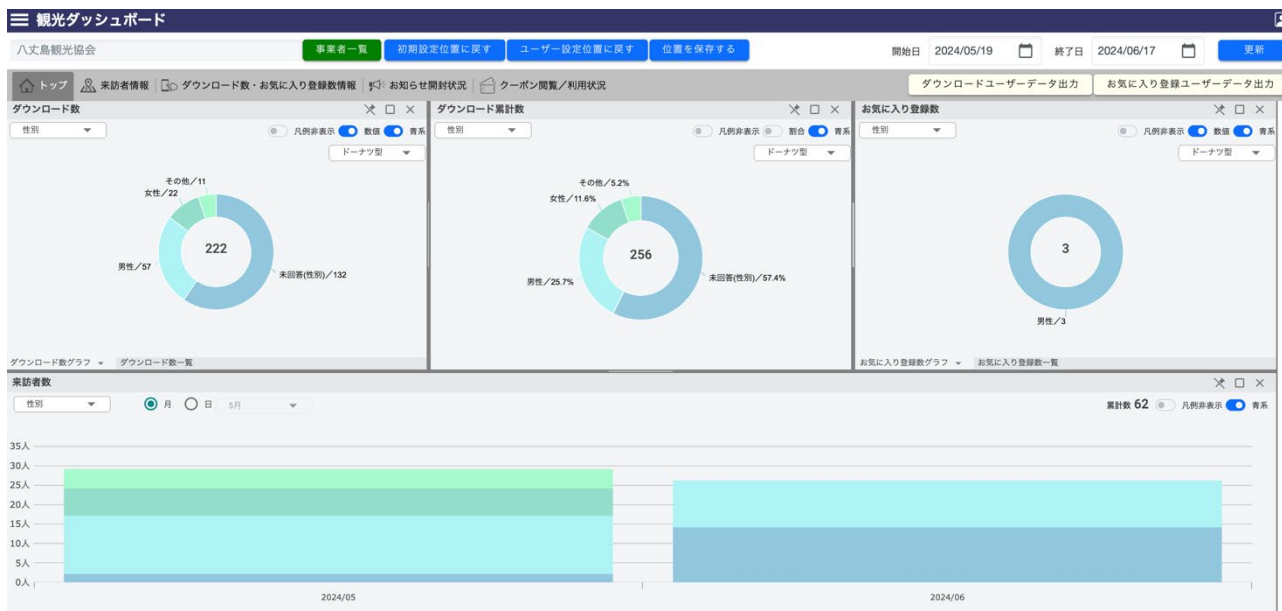 観光ダッシュボード
八丈島観光協会 事業者一覧 初期設定位置に戻す ユーザー設定位置に戻す 位置を保存する 開始日 2024/05/19 終了日 2024/06/17 更新
トップ 来訪者情報 ダウンロード数・お気に入り登録数情報 お知らせ開封状況 クーポン閲覧/利用状況 ダウンロードユーザーデータ出力 お気に入り登録ユーザーデータ出力
ダウンロード数
性別 凡例非表示 数値 青系
ドーナツ型
その他/11
女性/22
222
男性/57
未回答(性別)/132
ダウンロード数グラフ ダウンロード数一覧
ダウンロード累計数
性別 凡例非表示 割合 青系
ドーナツ型
その他/5.2%
女性/11.6%
256
男性/25.7%
未回答(性別)/57.4%
お気に入り登録数
性別 凡例非表示 数値 青系
ドーナツ型
3
男性/3
お気に入り登録数グラフ お気に入り登録数一覧
来訪者数
性別 月 日 5月 累計数 62 凡例非表示 青系
35人
30人
25人
20人
15人
10人
5人
0人
2024/05 2024/06